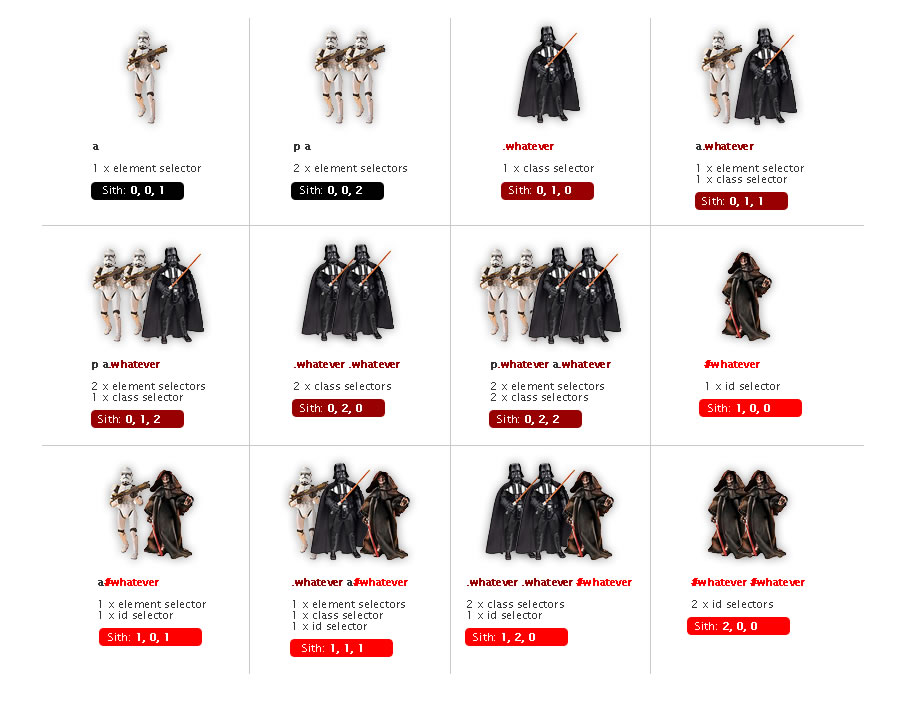 a
1 x element selector
Sith: 0, 0, 1
p a
2 x element selectors
Sith: 0, 0, 2
.whatever
1 x class selector
Sith: 0, 1, 0
a.whatever
1 x element selector
1 x class selector
Sith: 0, 1, 1
p a.whatever
2 x element selectors
1 x class selector
Sith: 0, 1, 2
.whatever .whatever
2 x class selectors
Sith: 0, 2, 0
p.whatever a.whatever
2 x element selectors
2 x class selectors
Sith: 0, 2, 2
#whatever
1 x id selector
Sith: 1, 0, 0
a#whatever
1 x element selector
1 x id selector
Sith: 1, 0, 1
.whatever a#whatever
1 x element selectors
1 x class selector
1 x id selector
Sith: 1, 1, 1
.whatever .whatever #whatever
2 x class selectors
1 x id selector
Sith: 1, 2, 0
#whatever #whatever
2 x id selectors
Sith: 2, 0, 0